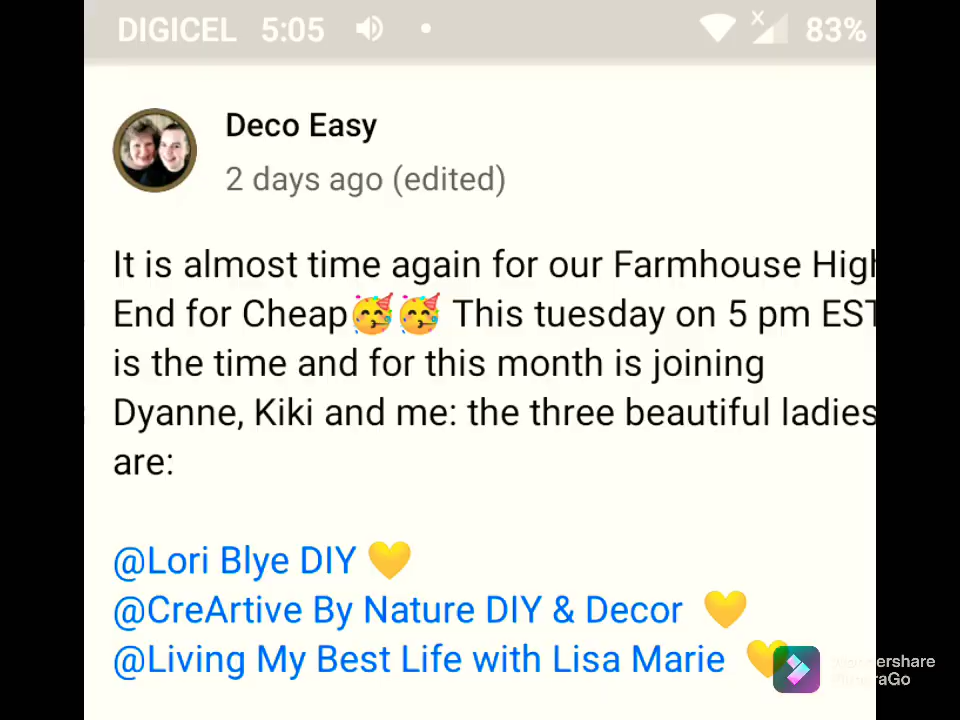 DIGICEL 5:05 83%
Deco Easy
2 days ago (edited)
It is almost time again for our Farmhouse High
End for Cheap🥳🥳 This tuesday on 5 pm EST
is the time and for this month is joining
Dyanne, Kiki and me: the three beautiful ladies
are:
@Lori Blye DIY 💛
@CreArtive By Nature DIY & Decor 💛
@Living My Best Life with Lisa Marie 💛